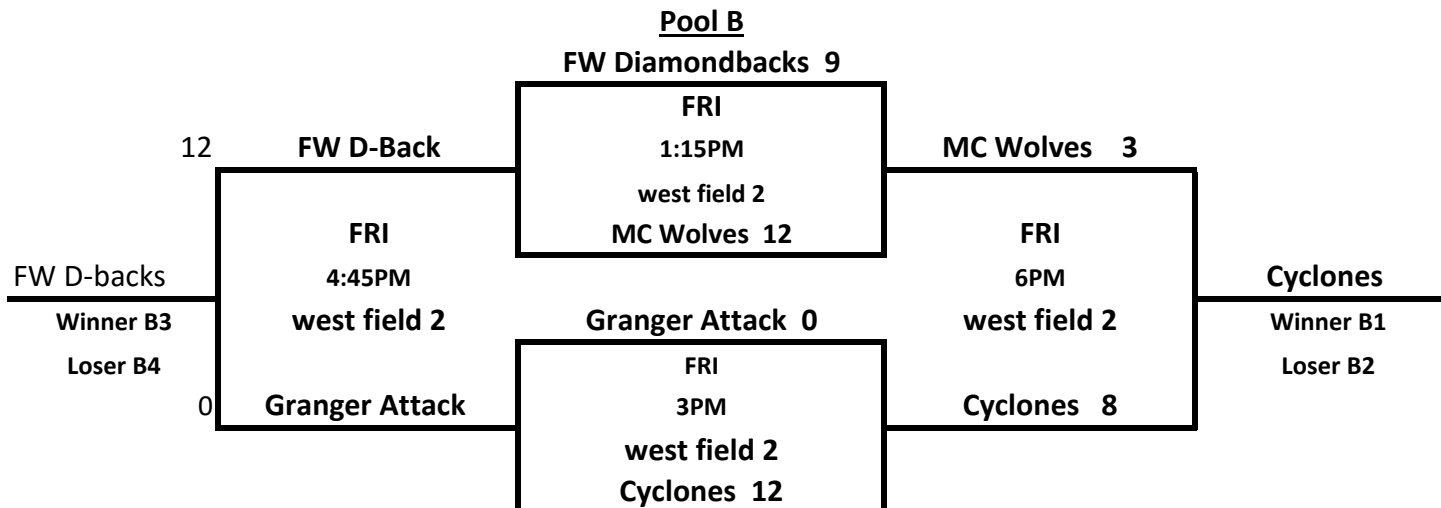 Pool B
FW Diamondbacks 9
FRI
12 FW D-Back 1:15PM MC Wolves 3
west field 2
FRI MC Wolves 12 FRI
FW D-backs 4:45PM 6PM Cyclones
Winner B3 west field 2 Granger Attack 0 west field 2 Winner B1
Loser B4 FRI Loser B2
0 Granger Attack 3PM Cyclones 8
west field 2
Cyclones 12